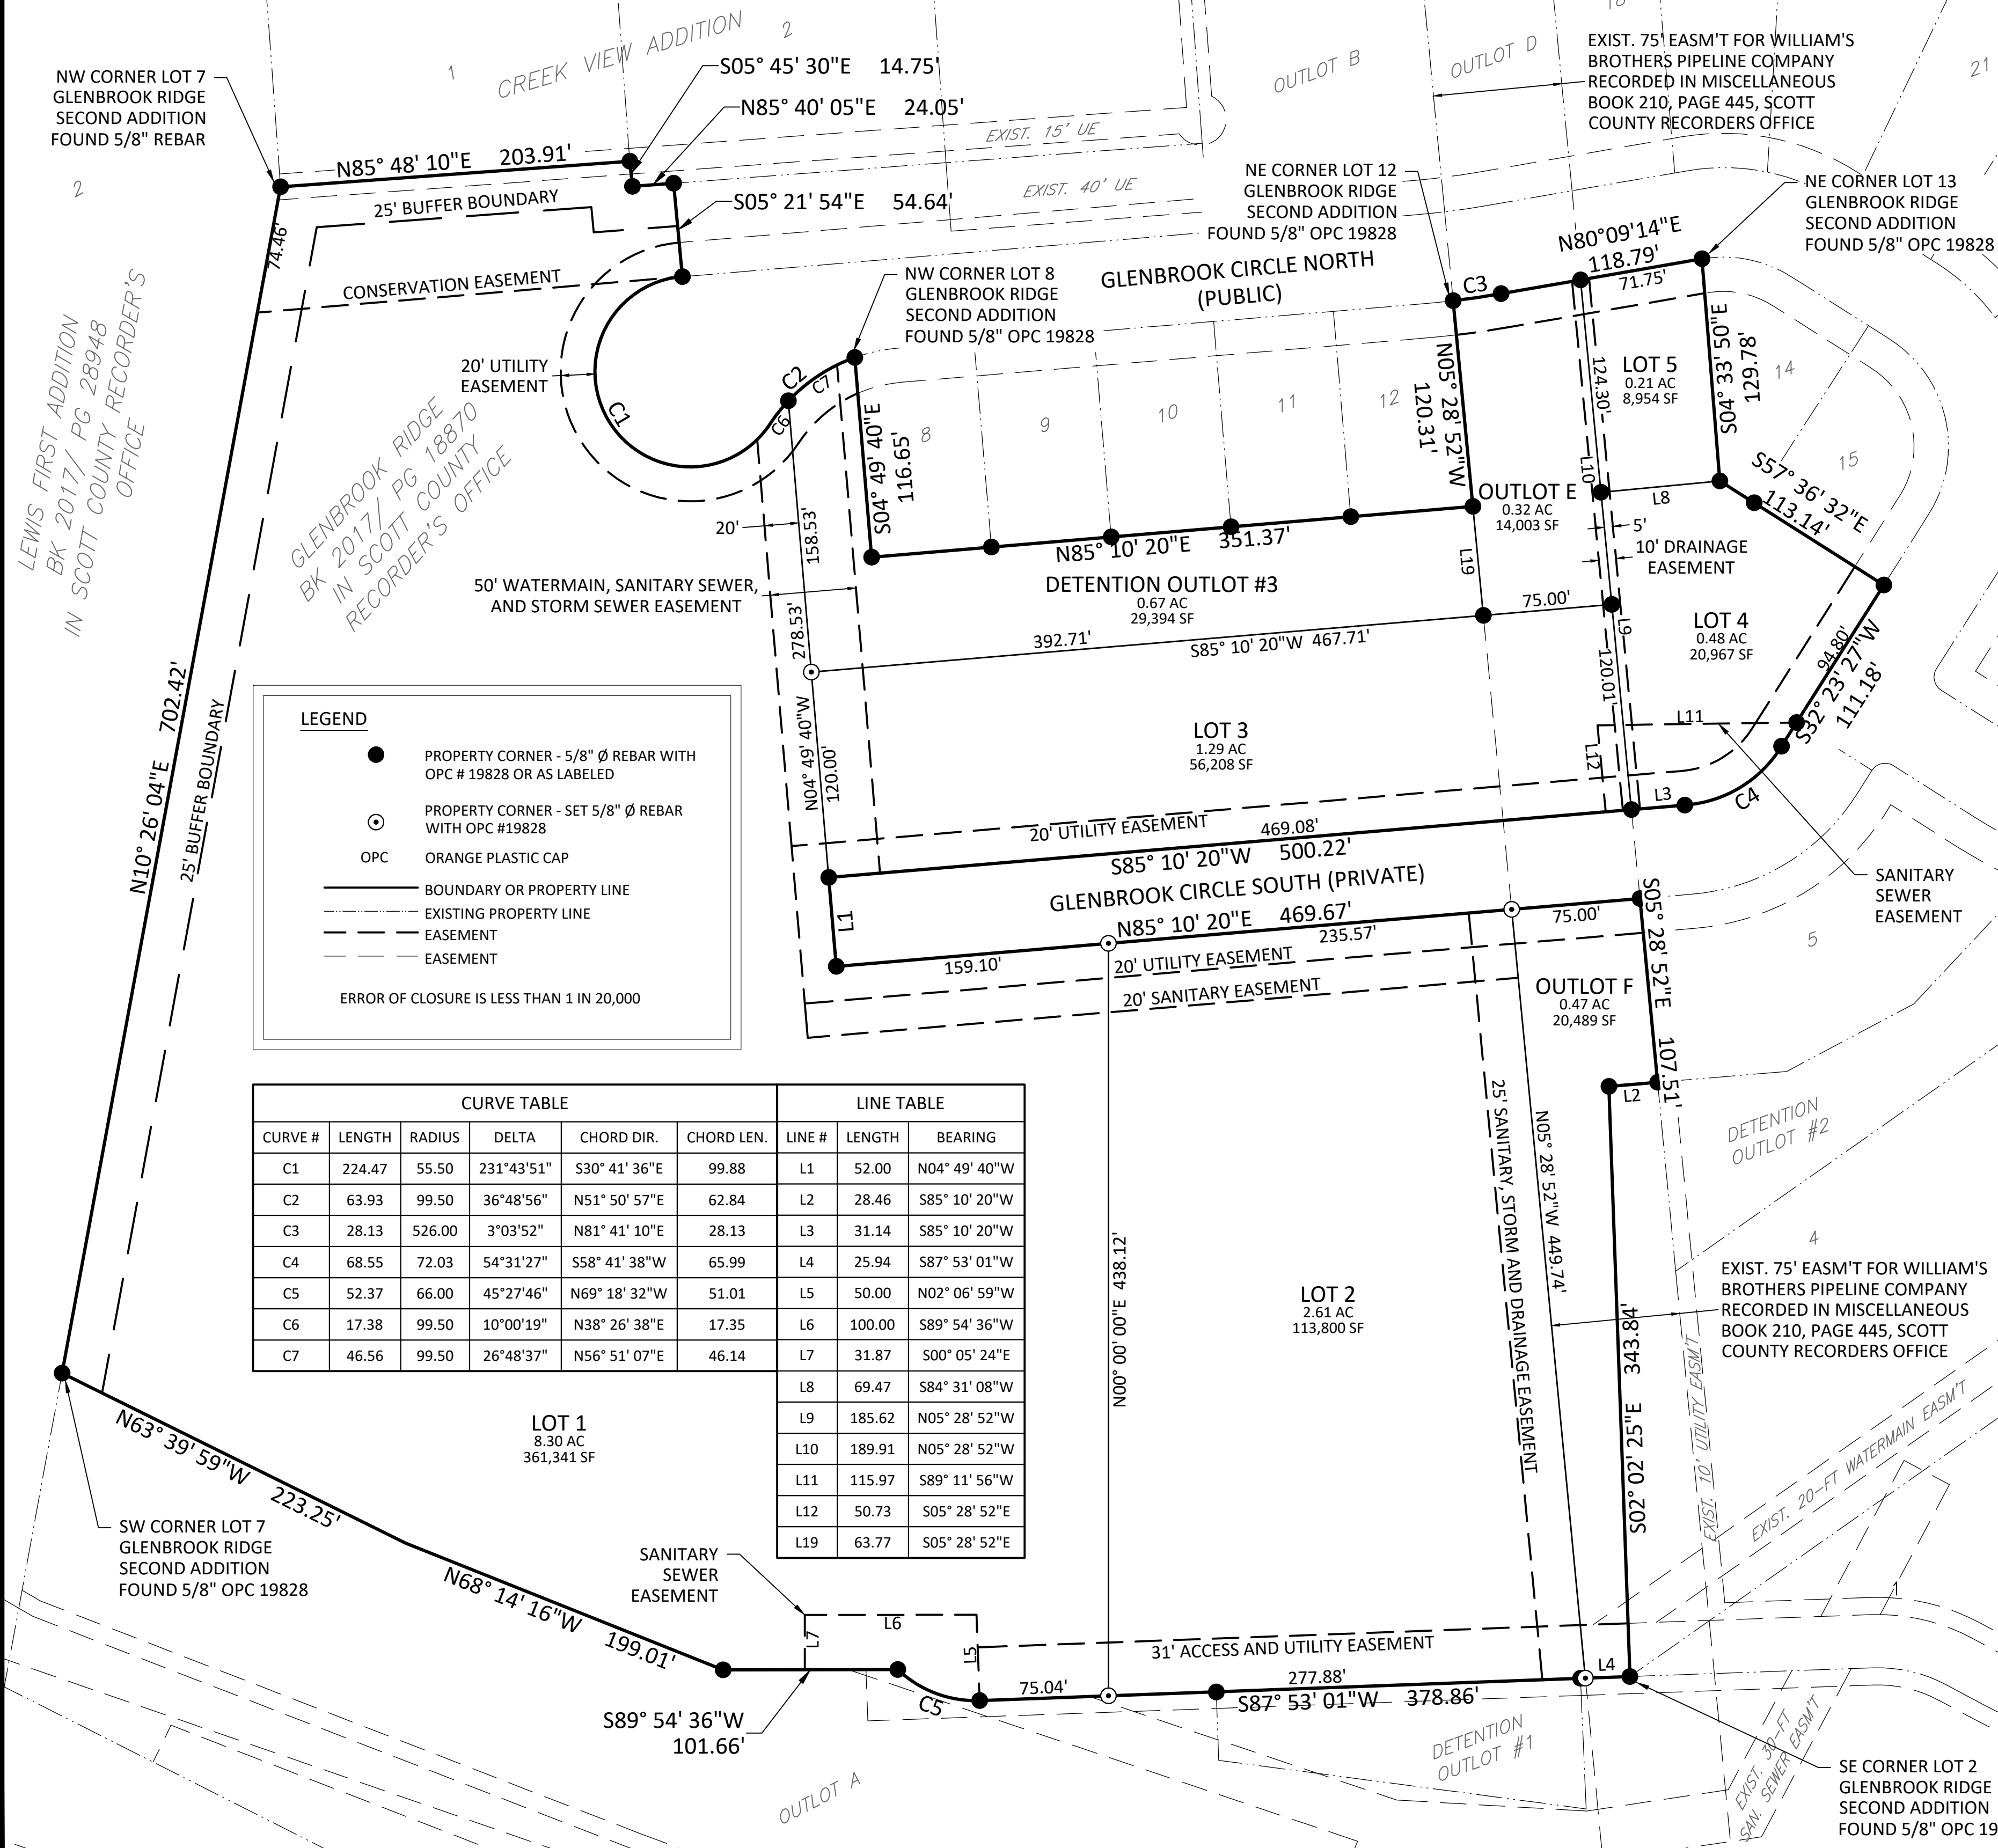 CREEK VIEW ADDITION
1
2
2
NW CORNER LOT 7
GLENBROOK RIDGE
SECOND ADDITION
FOUND 5/8" REBAR
S05° 45' 30"E 14.75'
N85° 40' 05"E 24.05'
N85° 48' 10"E 203.91'
S05° 21' 54"E 54.64'
EXIST. 15' UE
EXIST. 40' UE
OUTLOT B
OUTLOT D
21
EXIST. 75' EASM'T FOR WILLIAM'S
BROTHERS PIPELINE COMPANY
RECORDED IN MISCELLANEOUS
BOOK 210, PAGE 445, SCOTT
COUNTY RECORDERS OFFICE
NE CORNER LOT 12
GLENBROOK RIDGE
SECOND ADDITION
FOUND 5/8" OPC 19828
NE CORNER LOT 13
GLENBROOK RIDGE
SECOND ADDITION
FOUND 5/8" OPC 19828
25' BUFFER BOUNDARY
74.46'
CONSERVATION EASEMENT
NW CORNER LOT 8
GLENBROOK RIDGE
SECOND ADDITION
FOUND 5/8" OPC 19828
GLENBROOK CIRCLE NORTH
(PUBLIC)
N80°09'14"E
118.79'
71.75'
C3
20' UTILITY
EASEMENT
C1
C2
C6
C7
LEWIS FIRST ADDITION
BK 2017/ PG 28948
IN SCOTT COUNTY RECORDER'S
OFFICE
GLENBROOK RIDGE
BK 2017/ PG 18870
IN SCOTT COUNTY
RECORDER'S OFFICE
S04° 49' 40"E
116.65'
8
9
10
11
12
N05° 28' 52"W
120.31'
124.30'
L10
LOT 5
0.21 AC
8,954 SF
S04° 33' 50"E
129.78'
14
15
L8
S57° 36' 32"E
113.14'
OUTLOT E
0.32 AC
14,003 SF
5'
10' DRAINAGE
EASEMENT
20'
158.53'
278.53'
50' WATERMAIN, SANITARY SEWER,
AND STORM SEWER EASEMENT
N85° 10' 20"E 351.37'
DETENTION OUTLOT #3
0.67 AC
29,394 SF
L19
75.00'
L9
392.71'
S85° 10' 20"W 467.71'
LOT 4
0.48 AC
20,967 SF
94.80'
S32° 23' 27"W
111.18'
120.01'
L11
L12
L3
C4
N10° 26' 04"E 702.42'
25' BUFFER BOUNDARY
LEGEND
PROPERTY CORNER - 5/8" Ø REBAR WITH
OPC # 19828 OR AS LABELED
PROPERTY CORNER - SET 5/8" Ø REBAR
WITH OPC #19828
OPC ORANGE PLASTIC CAP
BOUNDARY OR PROPERTY LINE
EXISTING PROPERTY LINE
EASEMENT
EASEMENT
ERROR OF CLOSURE IS LESS THAN 1 IN 20,000
N04° 49' 40"W
120.00'
LOT 3
1.29 AC
56,208 SF
20' UTILITY EASEMENT
469.08'
S85° 10' 20"W 500.22'
GLENBROOK CIRCLE SOUTH (PRIVATE)
N85° 10' 20"E 469.67'
L1
159.10'
235.57'
75.00'
20' UTILITY EASEMENT
20' SANITARY EASEMENT
SANITARY
SEWER
EASEMENT
OUTLOT F
0.47 AC
20,489 SF
S05° 28' 52"E 107.51'
5
L2
DETENTION
OUTLOT #2
4
CURVE TABLE
CURVE # LENGTH RADIUS DELTA CHORD DIR. CHORD LEN.
C1 224.47 55.50 231°43'51" S30° 41' 36"E 99.88
C2 63.93 99.50 36°48'56" N51° 50' 57"E 62.84
C3 28.13 526.00 3°03'52" N81° 41' 10"E 28.13
C4 68.55 72.03 54°31'27" S58° 41' 38"W 65.99
C5 52.37 66.00 45°27'46" N69° 18' 32"W 51.01
C6 17.38 99.50 10°00'19" N38° 26' 38"E 17.35
C7 46.56 99.50 26°48'37" N56° 51' 07"E 46.14
LINE TABLE
LINE # LENGTH BEARING
L1 52.00 N04° 49' 40"W
L2 28.46 S85° 10' 20"W
L3 31.14 S85° 10' 20"W
L4 25.94 S87° 53' 01"W
L5 50.00 N02° 06' 59"W
L6 100.00 S89° 54' 36"W
L7 31.87 S00° 05' 24"E
L8 69.47 S84° 31' 08"W
L9 185.62 N05° 28' 52"W
L10 189.91 N05° 28' 52"W
L11 115.97 S89° 11' 56"W
L12 50.73 S05° 28' 52"E
L19 63.77 S05° 28' 52"E
N00° 00' 00"E 438.12'
LOT 2
2.61 AC
113,800 SF
25' SANITARY, STORM AND DRAINAGE EASEMENT
N05° 28' 52"W 449.74'
S02° 02' 25"E 343.84'
EXIST. 75' EASM'T FOR WILLIAM'S
BROTHERS PIPELINE COMPANY
RECORDED IN MISCELLANEOUS
BOOK 210, PAGE 445, SCOTT
COUNTY RECORDERS OFFICE
EXIST. 10' UTILITY EASM'T
EXIST. 20-FT WATERMAIN EASM'T
1
LOT 1
8.30 AC
361,341 SF
N63° 39' 59"W 223.25'
N68° 14' 16"W 199.01'
SW CORNER LOT 7
GLENBROOK RIDGE
SECOND ADDITION
FOUND 5/8" OPC 19828
SANITARY
SEWER
EASEMENT
L6
L7
L5
31' ACCESS AND UTILITY EASEMENT
75.04'
277.88'
L4
C5
S87° 53' 01"W 378.86'
S89° 54' 36"W
101.66'
DETENTION
OUTLOT #1
OUTLOT A
EXIST. 30-FT
SAN. SEWER EASM'T
SE CORNER LOT 2
GLENBROOK RIDGE
SECOND ADDITION
FOUND 5/8" OPC 19